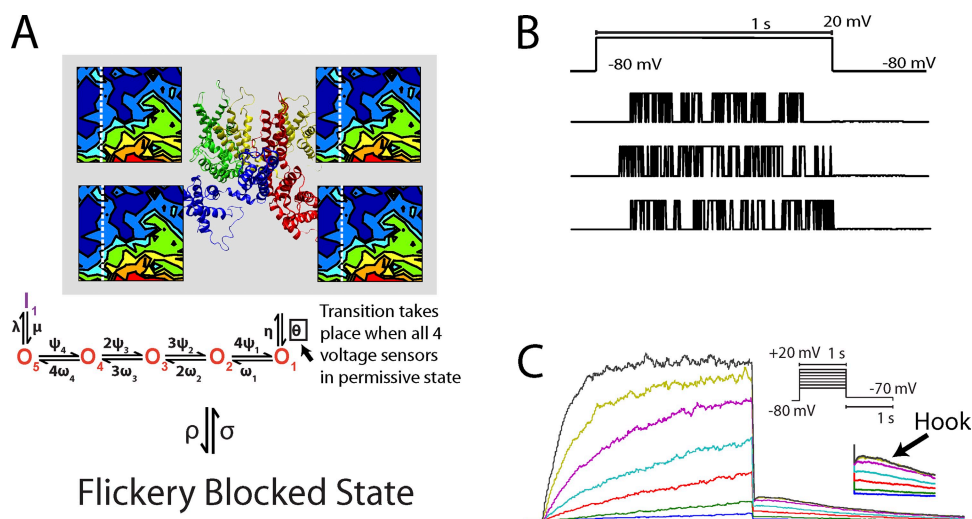 A
I₁
λ μ
O₅ ψ₄ 4ω₄ O₄ 2ψ₃ 3ω₃ O₃ 3ψ₂ 2ω₂ O₂ 4ψ₁ ω₁ O₁
η θ
Transition takes
place when all 4
voltage sensors
in permissive state
ρ σ
Flickery Blocked State
B
1 s
20 mV
-80 mV
-80 mV
C
+20 mV 1 s
-70 mV
-80 mV
1 s
Hook